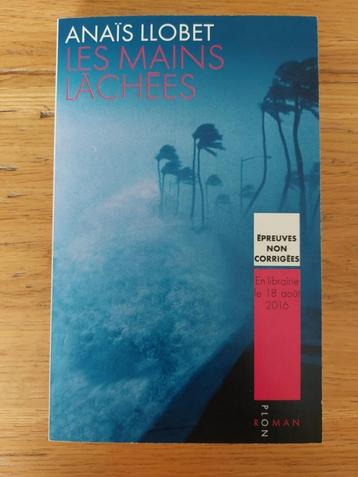 ANAÏS LLOBET
LES MAINS
LÂCHÉES
ÉPREUVES
NON
CORRIGÉES
En librairie
le 18 août
2016
PLON
ROMAN